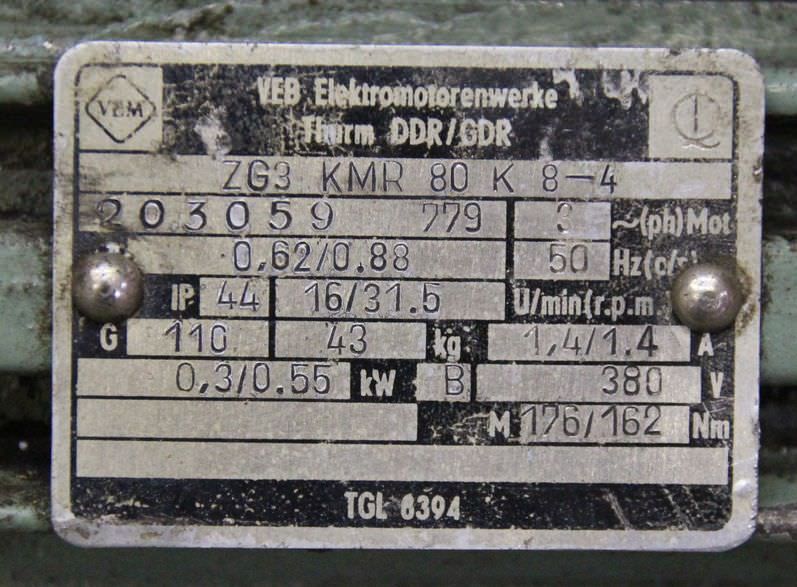 VEM
VEB Elektromotorenwerke
Thurm DDR/GDR
ZG3 KMR 80 K 8-4
203059 779 3 ~(ph) Mot
0,62/0.88 50 Hz(c/s)
IP 44 16/31.5 U/min(r.p.m
G 110 43 kg 1,4/1.4 A
0,3/0.55 kW B 380 V
M 176/162 Nm
TGL 6394